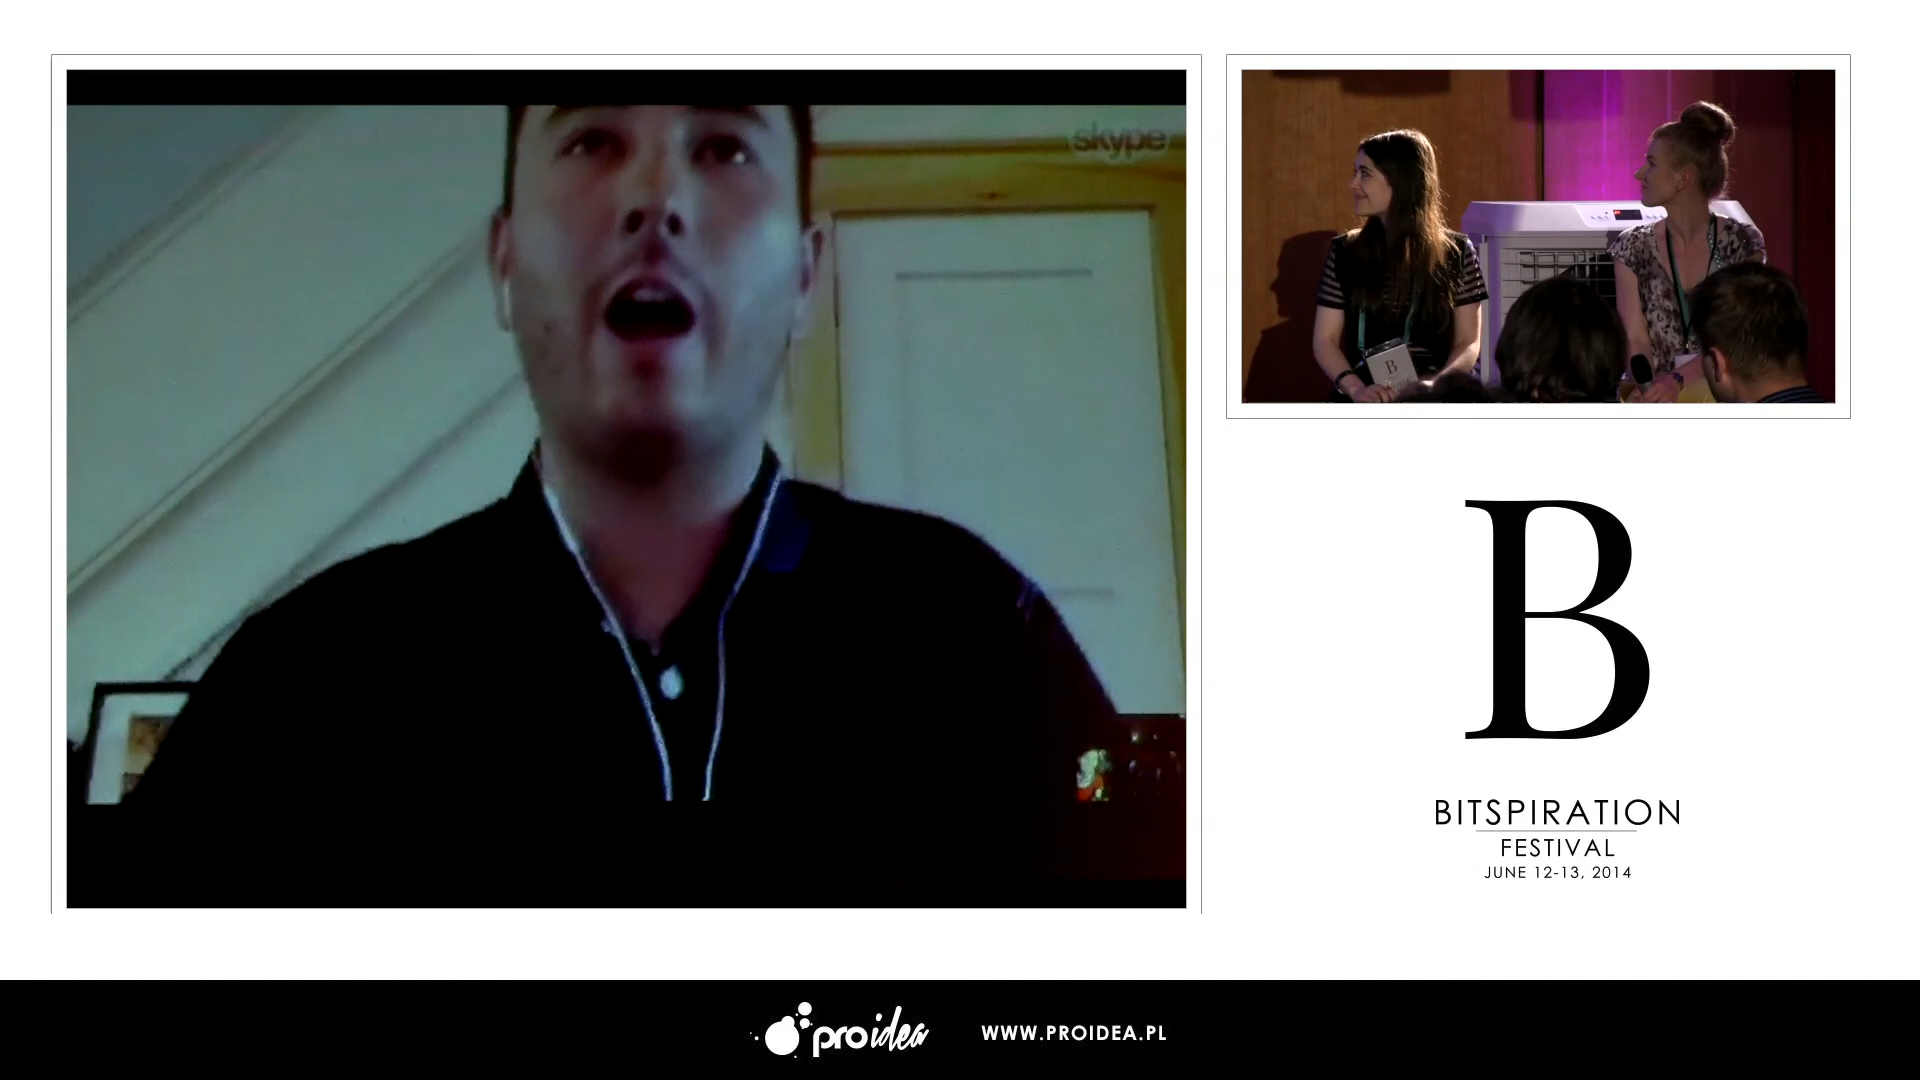 skype
B
B
BITSPIRATION
FESTIVAL
JUNE 12-13, 2014
proidea
WWW.PROIDEA.PL